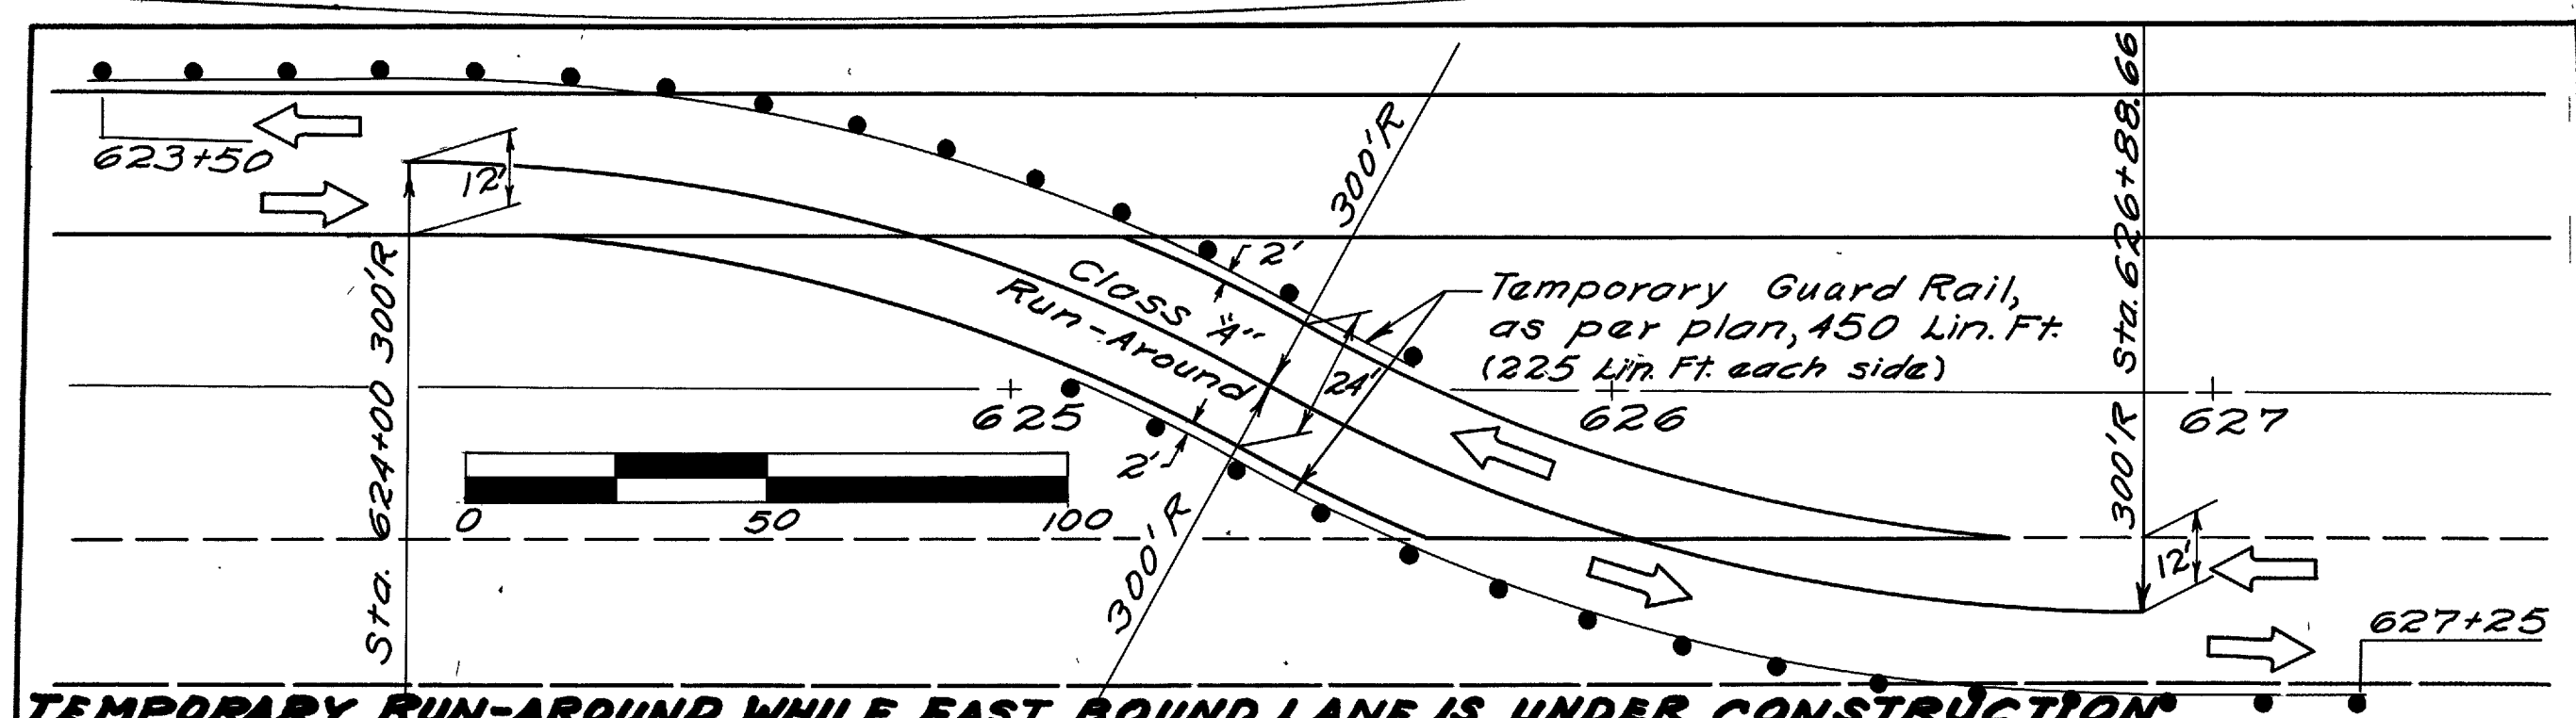 623+50
12'
Sta. 624+00 300'R
300'R
Sta. 626+88.66
300'R
2'
Class "A"
Run-Around
Temporary Guard Rail,
as per plan, 450 Lin. Ft.
(225 Lin. Ft. each side)
24'
625
626
627
2'
0 50 100
300'R
12'
627+25
TEMPORARY RUN-AROUND WHILE EAST BOUND LANE IS UNDER CONSTRUCTION